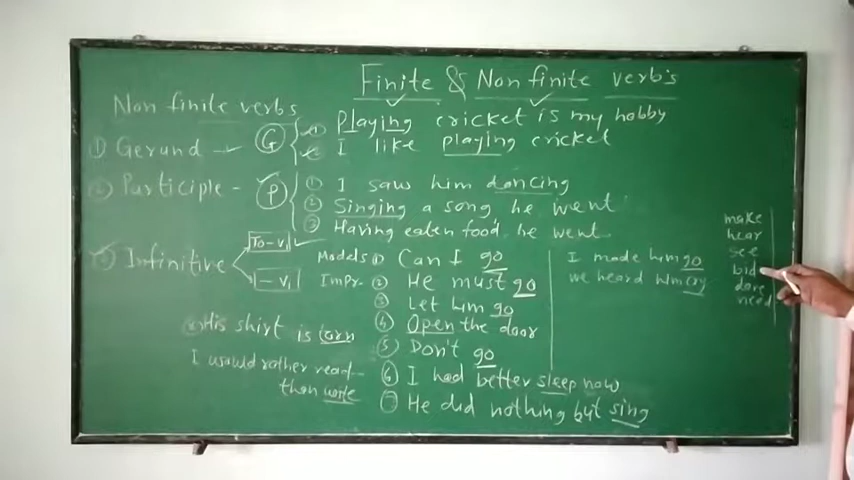 Finite & Non finite verb's
Non finite verbs
① Gerund - G
① Playing cricket is my hobby
② I like playing cricket
② Participle - P
① I saw him dancing
② Singing a song he went
③ Having eaten food, he went
③ Infinitive
To-V1
-V1
Models ① Can I go
Impr- ② He must go
③ Let him go
④ Open the door
⑤ Don't go
⑥ I had better sleep now
⑦ He did nothing but sing
His shirt is torn
I would rather read-
than write
I made him go
we heard him cry
make
hear
see
bid
dare
need